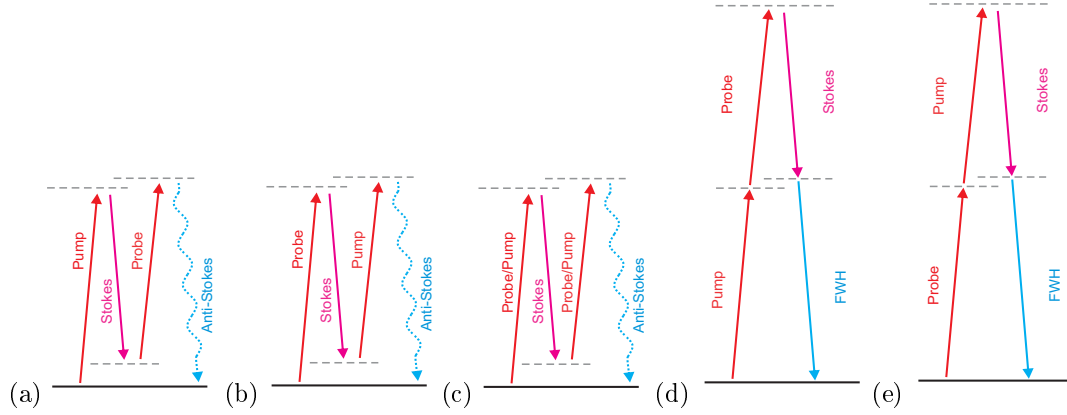 (a)
Pump
Stokes
Probe
Anti-Stokes
(b)
Probe
Stokes
Pump
Anti-Stokes
(c)
Probe/Pump
Stokes
Probe/Pump
Anti-Stokes
(d)
Probe
Stokes
Pump
FWH
(e)
Pump
Stokes
Probe
FWH